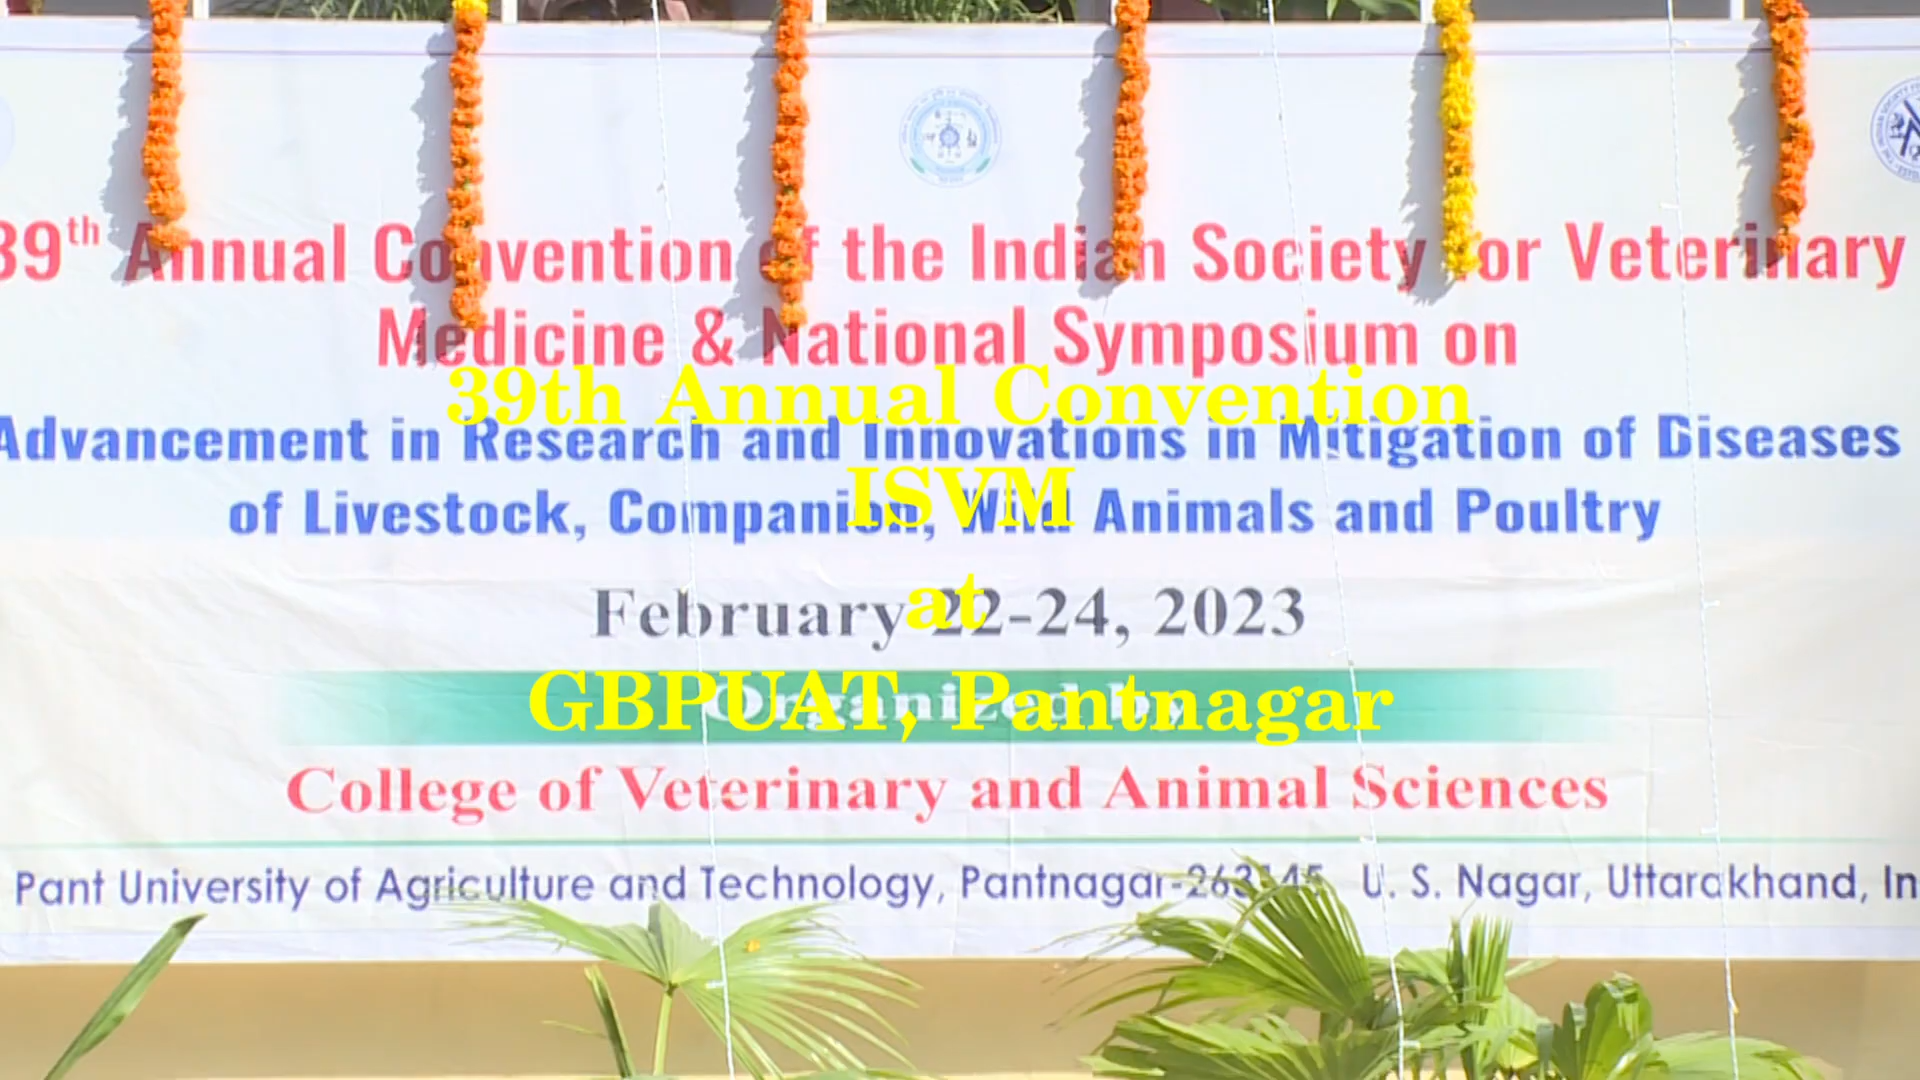 39th Annual Convention of the Indian Society for Veterinary
Medicine & National Symposium on
39th Annual Convention
Advancement in Research and Innovations in Mitigation of Diseases
ISVM
of Livestock, Companion, Wild Animals and Poultry
at
February 22-24, 2023
GBPUAT, Pantnagar
Organized by
College of Veterinary and Animal Sciences
Pant University of Agriculture and Technology, Pantnagar-263145 U. S. Nagar, Uttarakhand, In